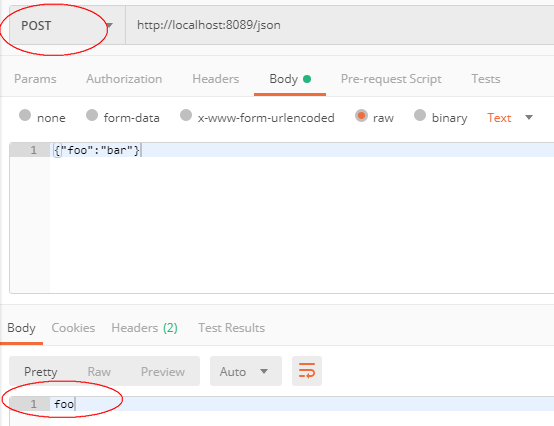 POST http://localhost:8089/json
Params Authorization Headers Body Pre-request Script Tests
none form-data x-www-form-urlencoded raw binary Text
1 {"foo":"bar"}
Body Cookies Headers (2) Test Results
Pretty Raw Preview Auto
1 foo